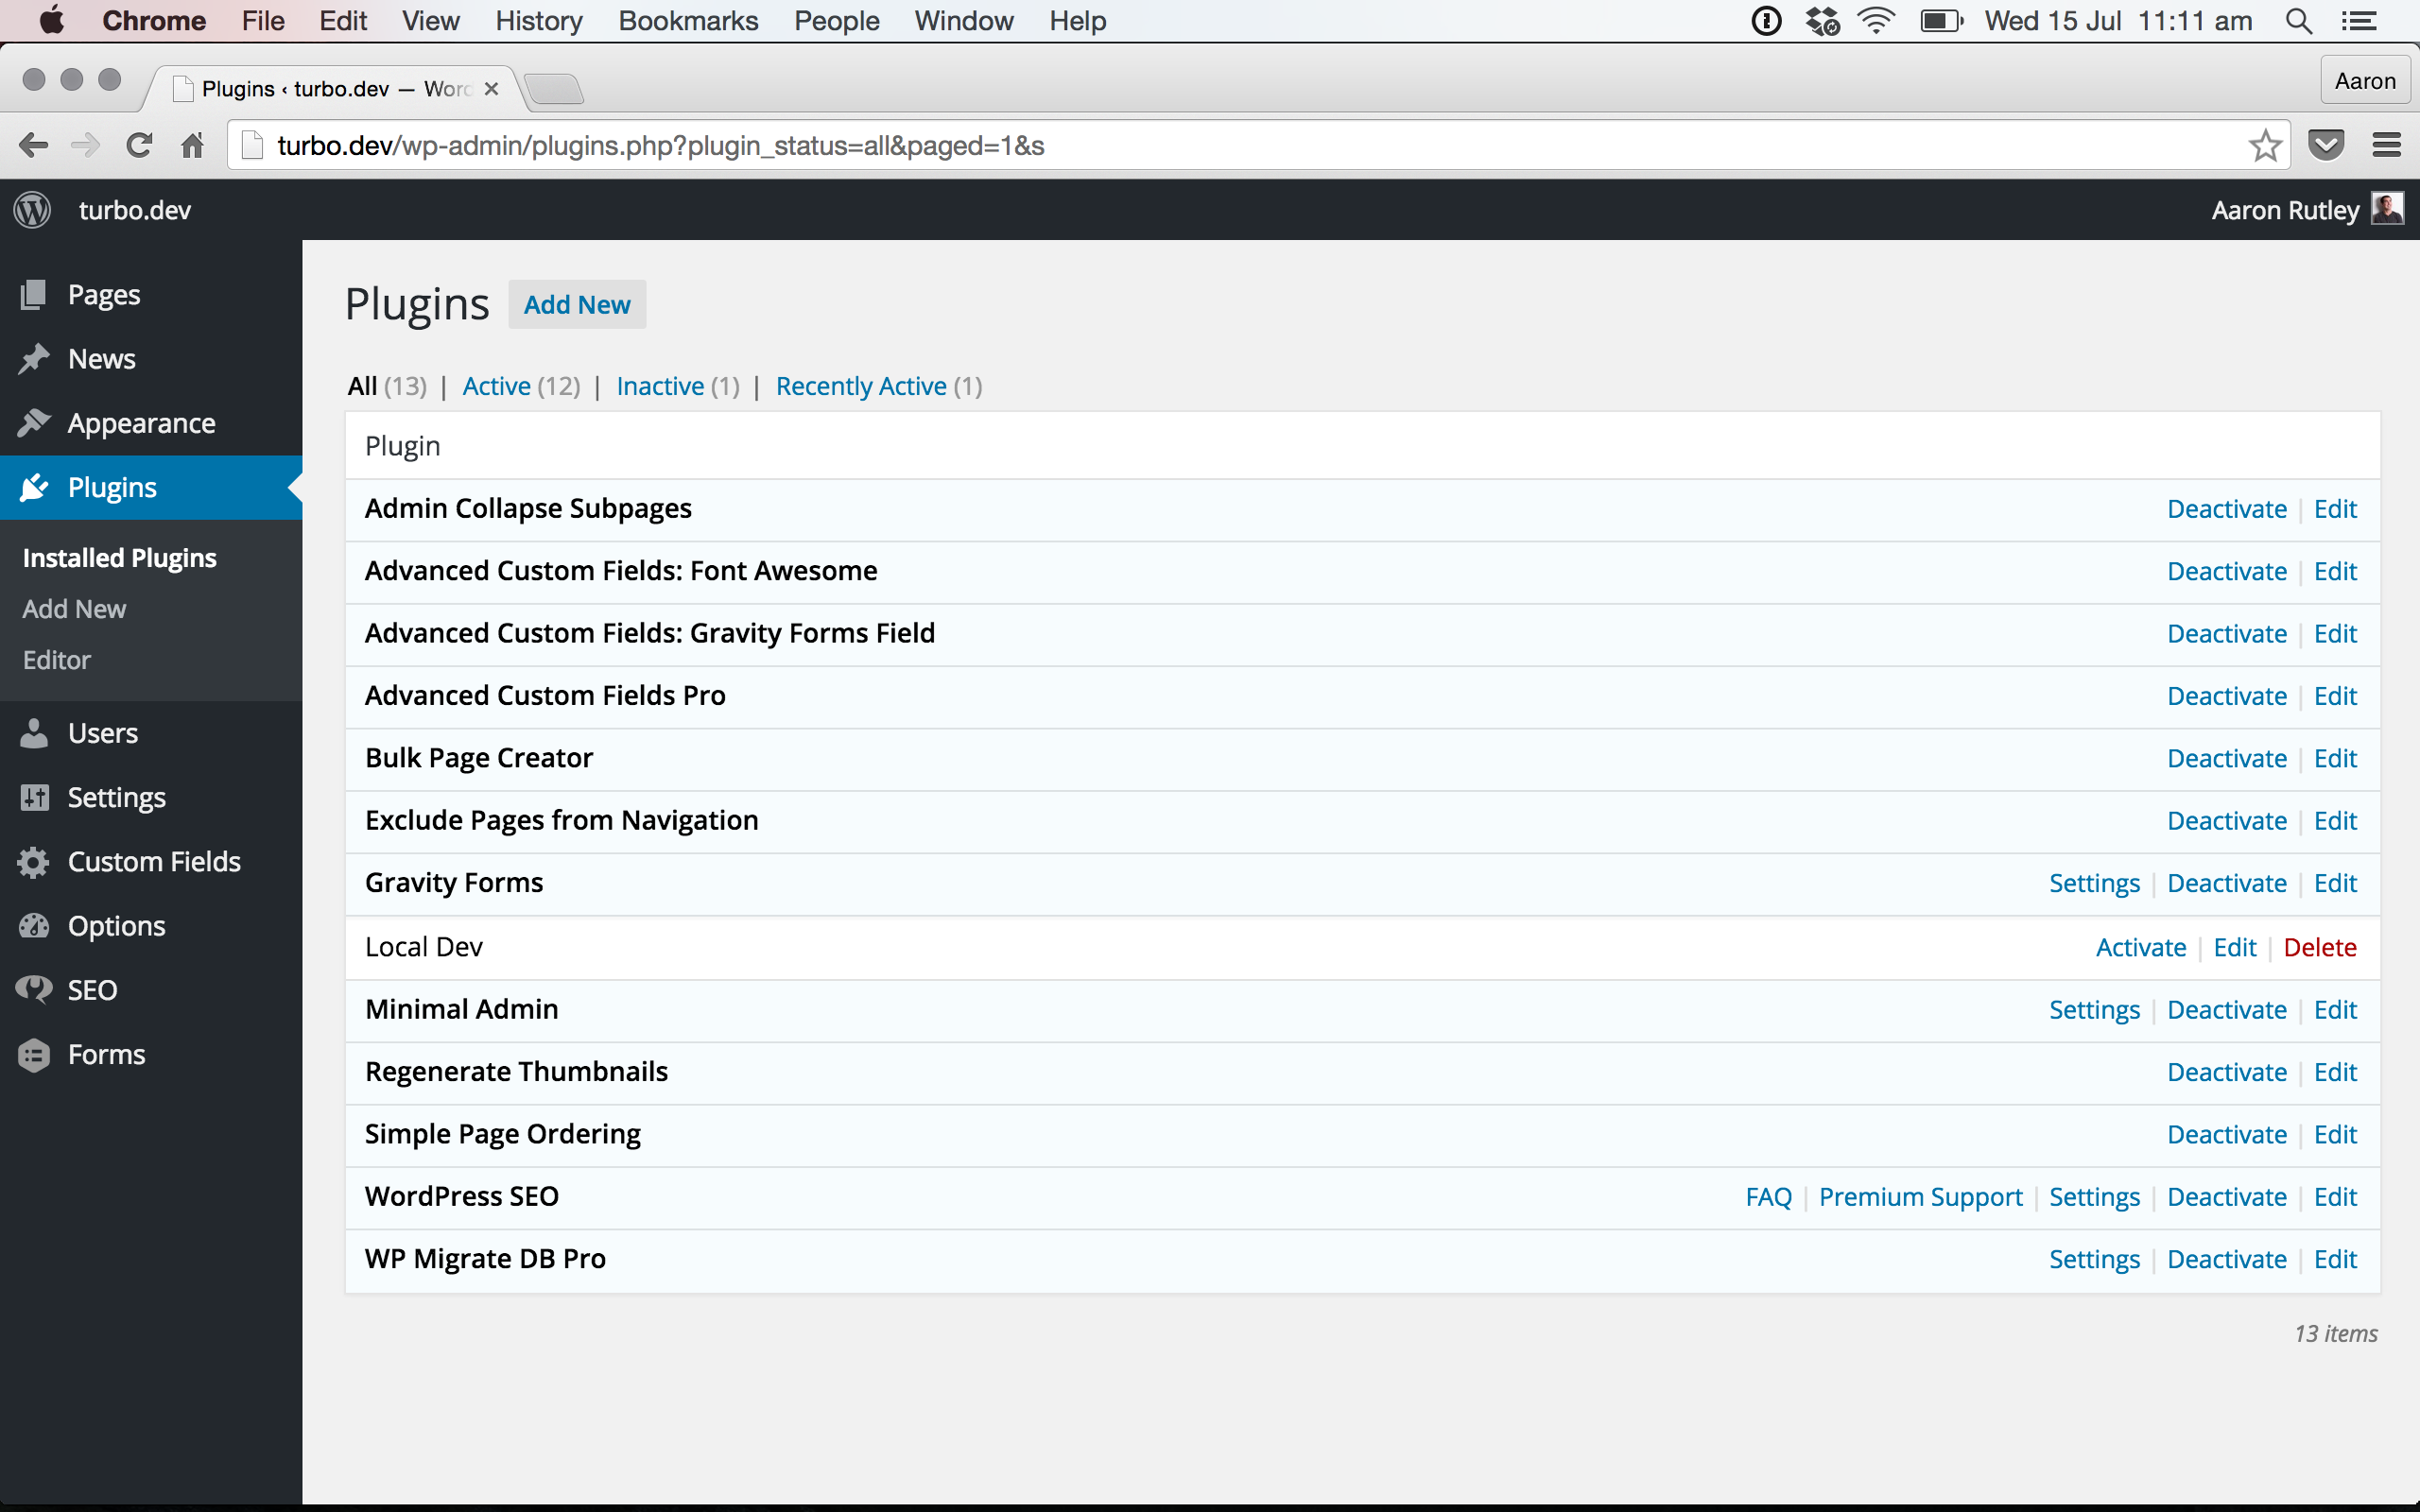 Chrome File Edit View History Bookmarks People Window Help Wed 15 Jul 11:11 am
Plugins ‹ turbo.dev — Word Aaron
turbo.dev/wp-admin/plugins.php?plugin_status=all&paged=1&s
turbo.dev Aaron Rutley
Pages
News
Appearance
Plugins
Installed Plugins
Add New
Editor
Users
Settings
Custom Fields
Options
SEO
Forms
Plugins Add New
All (13) | Active (12) | Inactive (1) | Recently Active (1)
Plugin
Admin Collapse Subpages Deactivate | Edit
Advanced Custom Fields: Font Awesome Deactivate | Edit
Advanced Custom Fields: Gravity Forms Field Deactivate | Edit
Advanced Custom Fields Pro Deactivate | Edit
Bulk Page Creator Deactivate | Edit
Exclude Pages from Navigation Deactivate | Edit
Gravity Forms Settings | Deactivate | Edit
Local Dev Activate | Edit | Delete
Minimal Admin Settings | Deactivate | Edit
Regenerate Thumbnails Deactivate | Edit
Simple Page Ordering Deactivate | Edit
WordPress SEO FAQ | Premium Support | Settings | Deactivate | Edit
WP Migrate DB Pro Settings | Deactivate | Edit
13 items